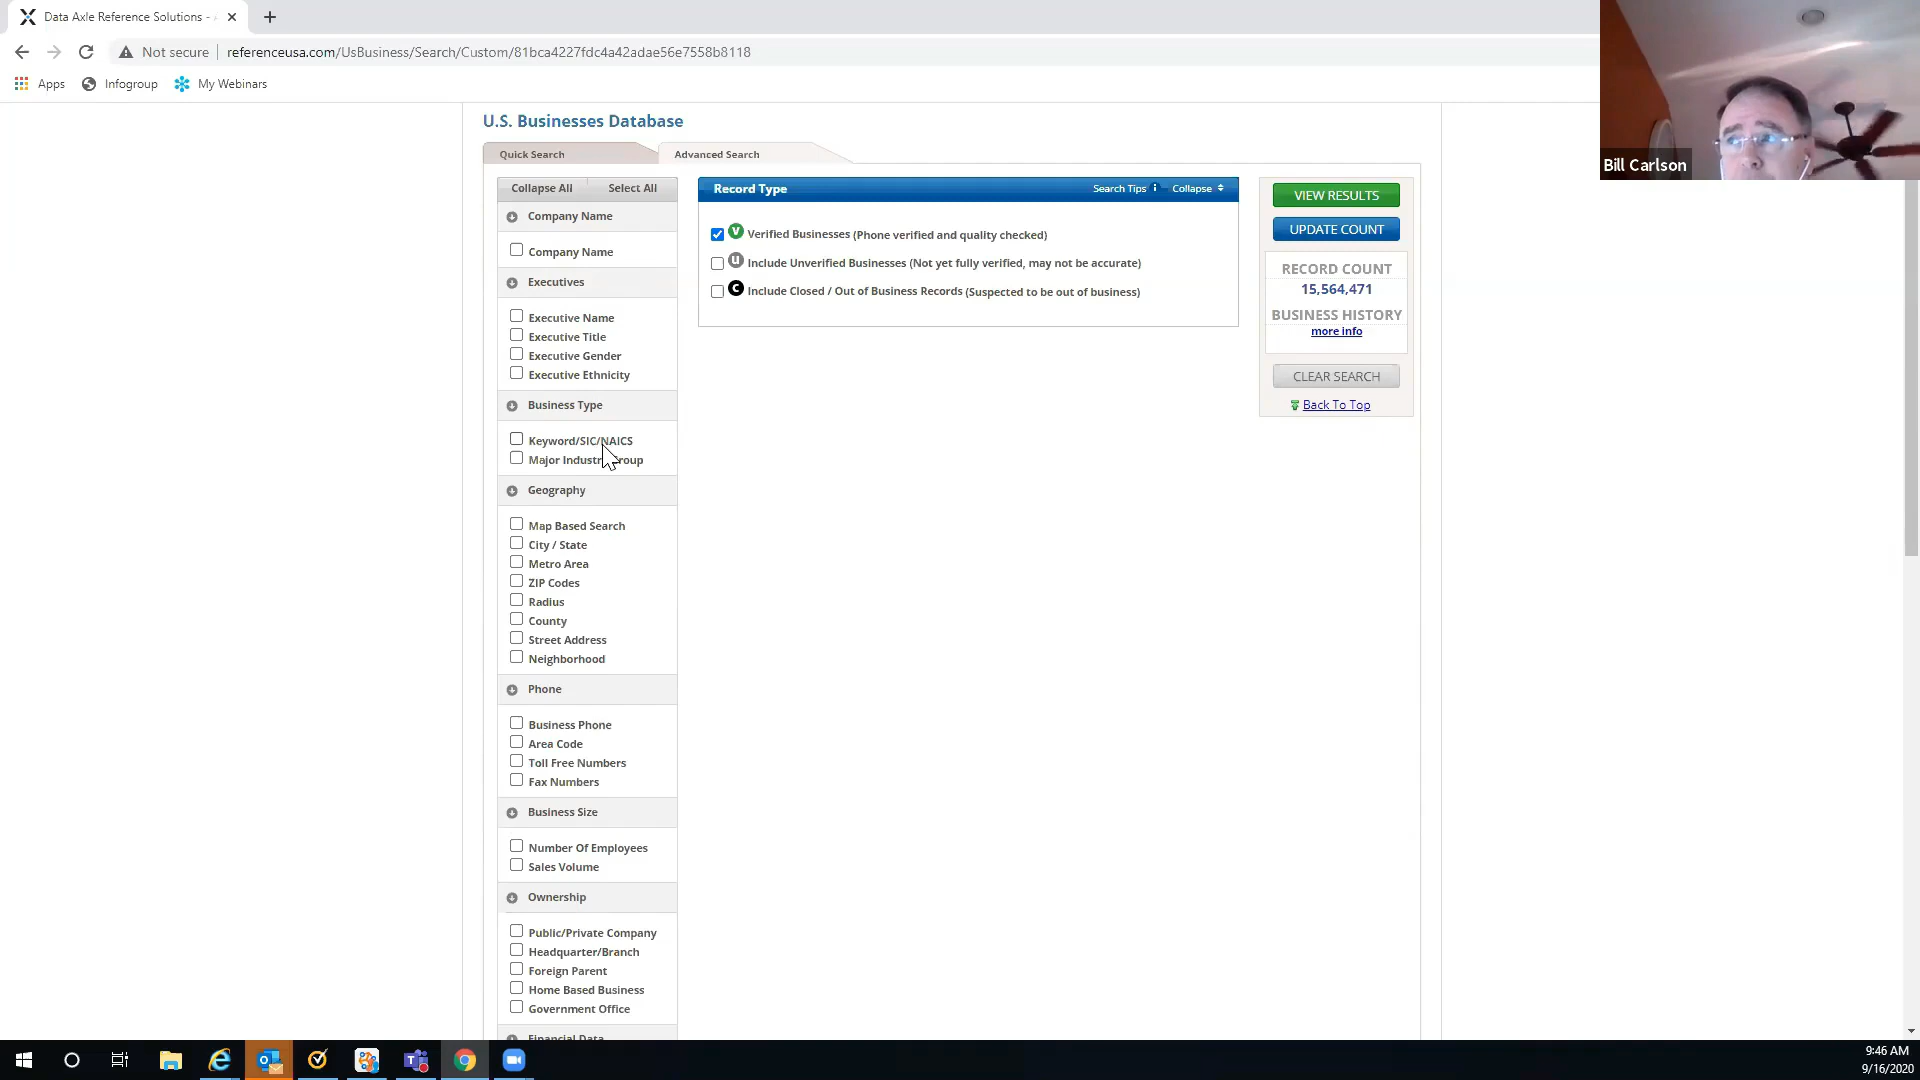 Data Axle Reference Solutions -
Not secure
referenceusa.com/UsBusiness/Search/Custom/81bca4227fdc4a42adae56e7558b8118
Apps
Infogroup
My Webinars
Bill Carlson
U.S. Businesses Database
Quick Search
Advanced Search
Collapse All
Select All
Company Name
Company Name
Executives
Executive Name
Executive Title
Executive Gender
Executive Ethnicity
Business Type
Keyword/SIC/NAICS
Major Industry Group
Geography
Map Based Search
City / State
Metro Area
ZIP Codes
Radius
County
Street Address
Neighborhood
Phone
Business Phone
Area Code
Toll Free Numbers
Fax Numbers
Business Size
Number Of Employees
Sales Volume
Ownership
Public/Private Company
Headquarter/Branch
Foreign Parent
Home Based Business
Government Office
Financial Data
Record Type
Search Tips
Collapse
V Verified Businesses (Phone verified and quality checked)
U Include Unverified Businesses (Not yet fully verified, may not be accurate)
C Include Closed / Out of Business Records (Suspected to be out of business)
VIEW RESULTS
UPDATE COUNT
RECORD COUNT
15,564,471
BUSINESS HISTORY
more info
CLEAR SEARCH
Back To Top
9:46 AM
9/16/2020